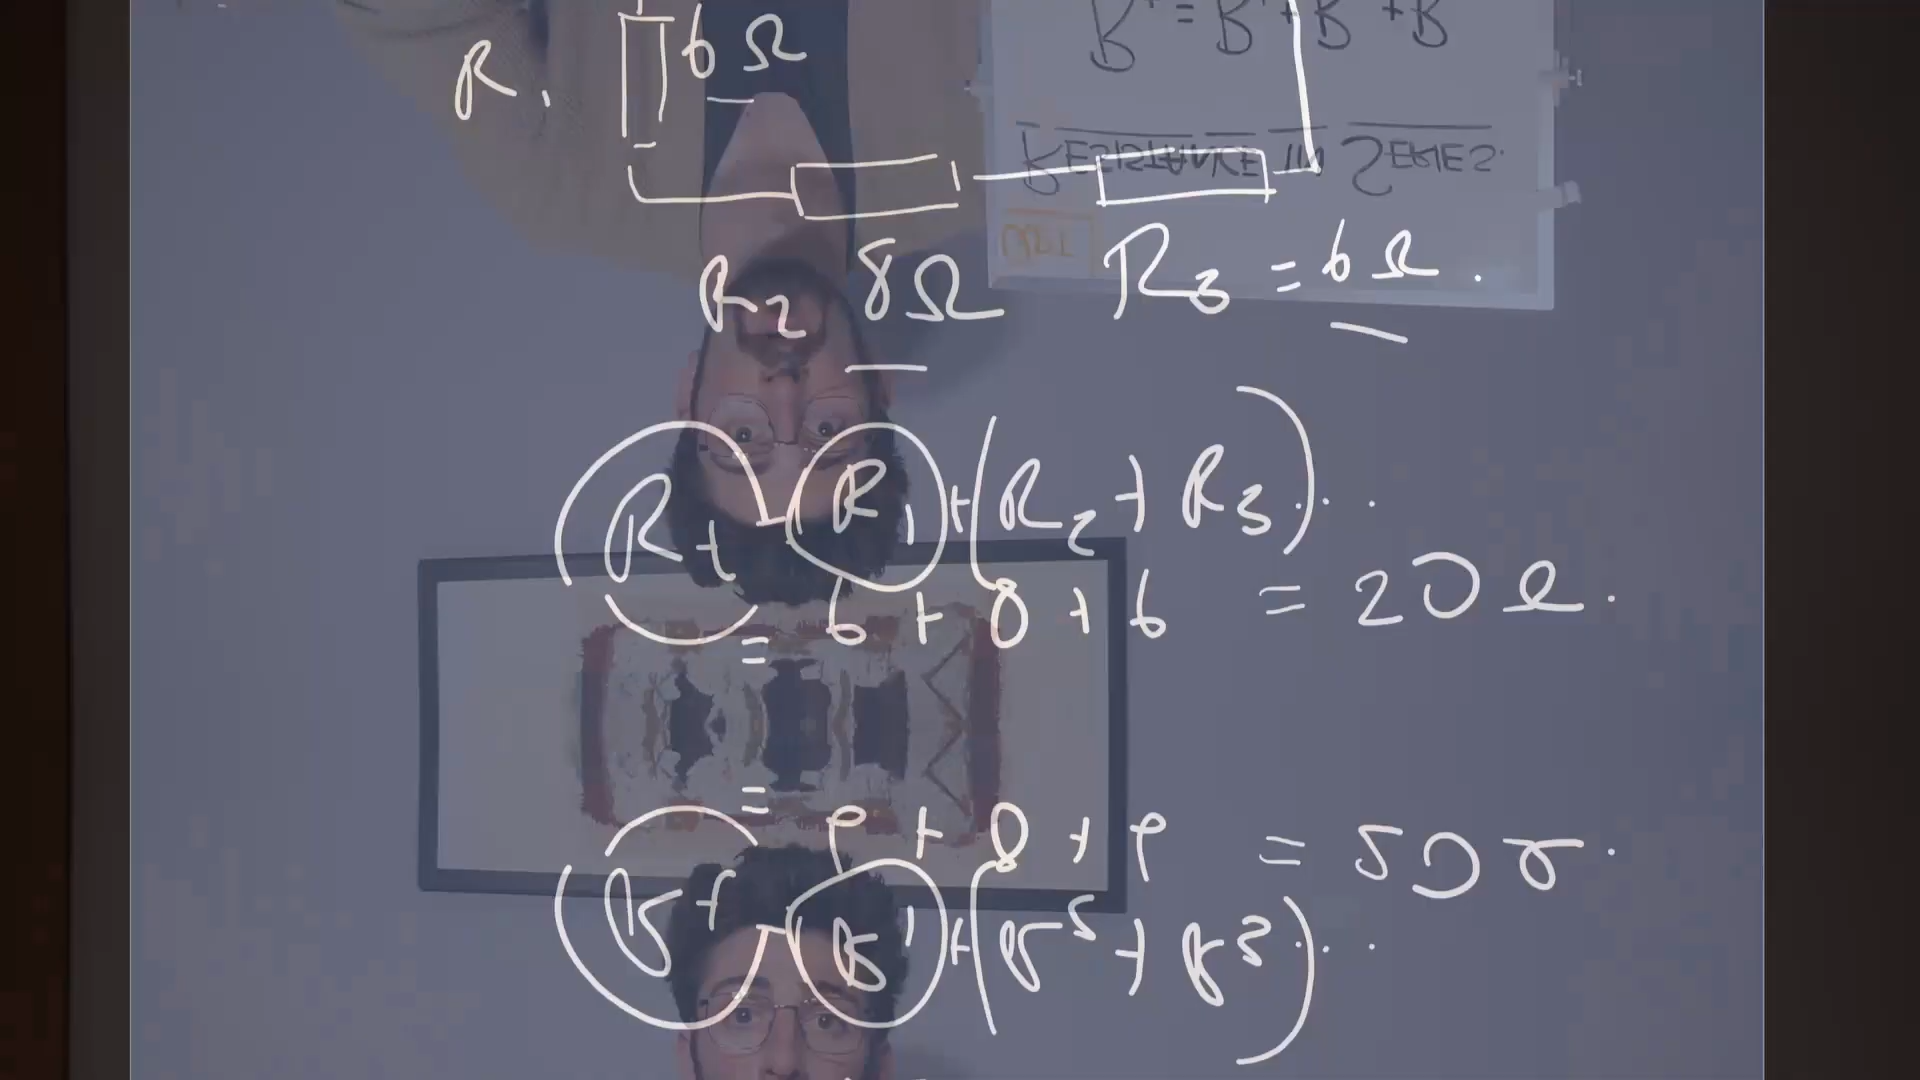 R₁ 6Ω
R₂ 8Ω R₃ = 6Ω.
Rt = R₁ + (R₂ + R₃)...
= 6 + 8 + 6 = 20Ω.
RESISTANCE IN SERIES.